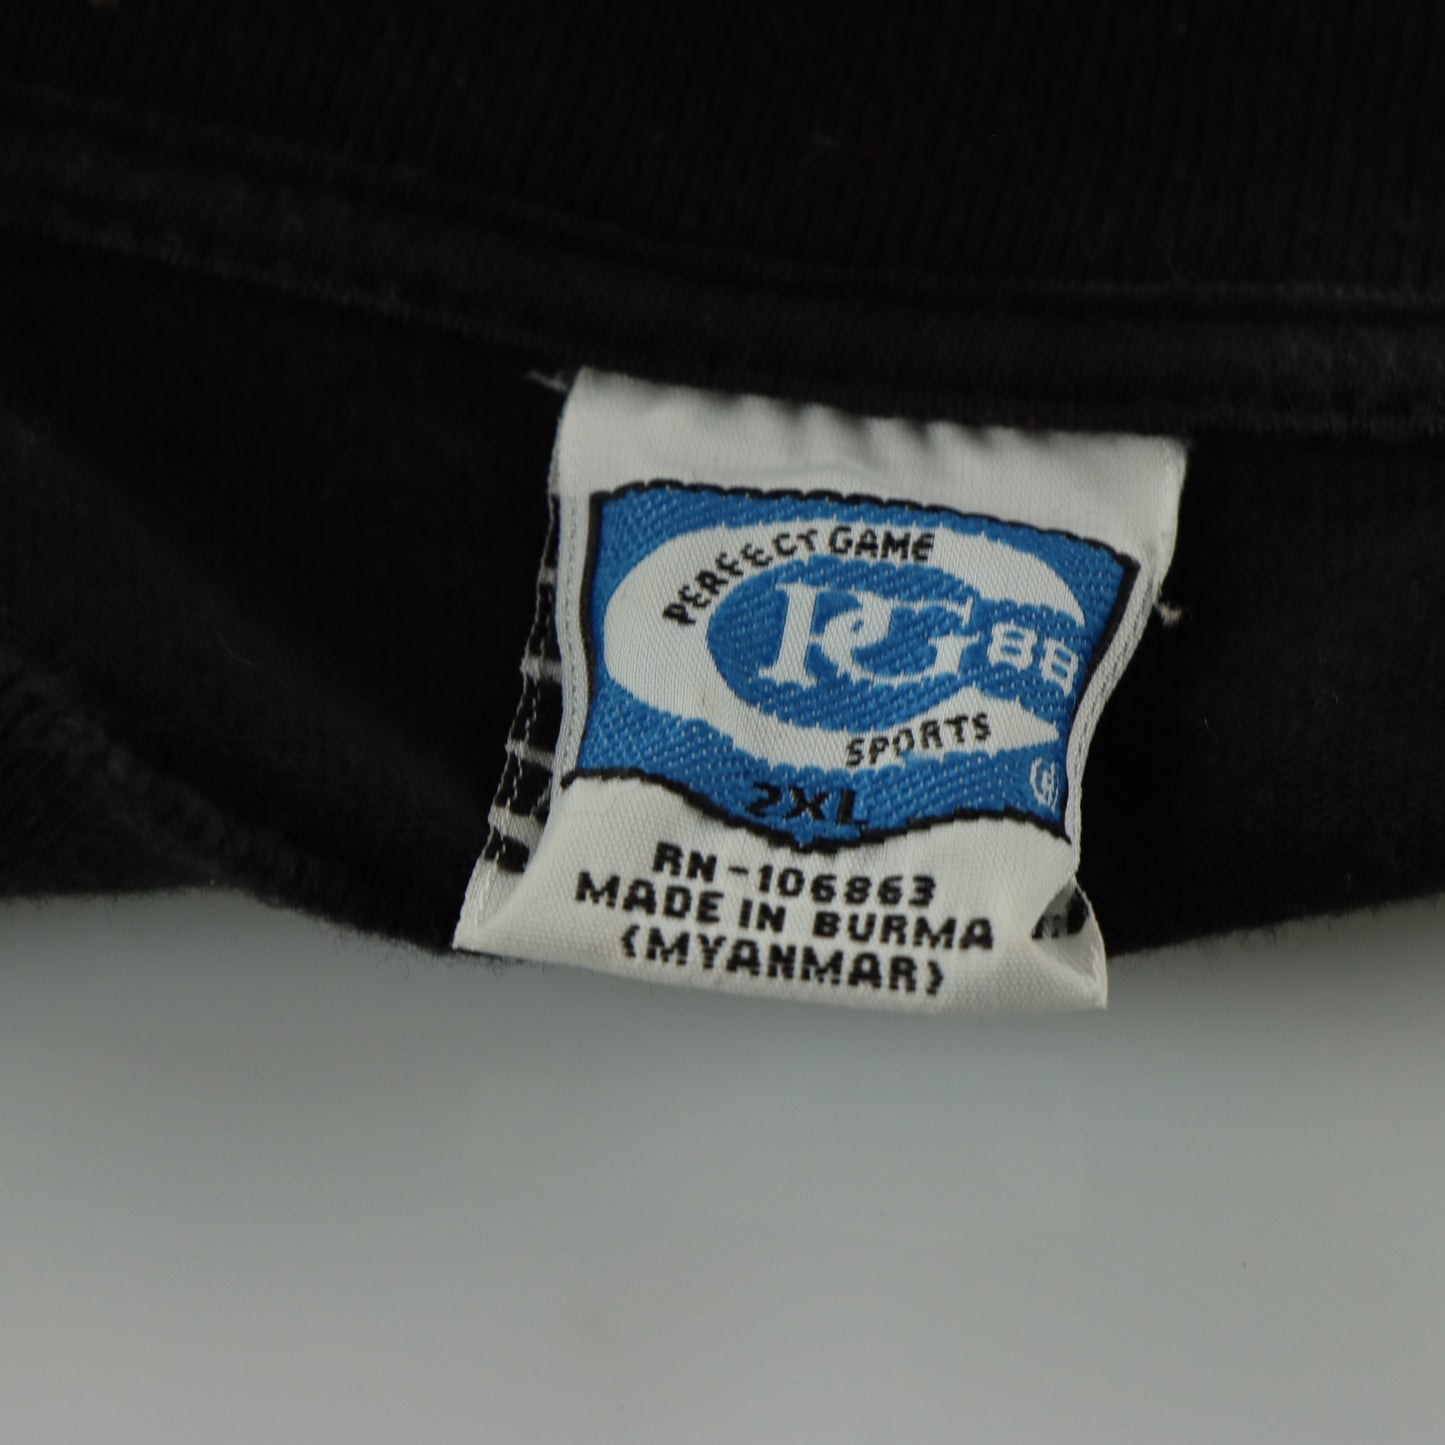 PERFECT GAME
PG 88
SPORTS
2XL
RN-106863
MADE IN BURMA
(MYANMAR)